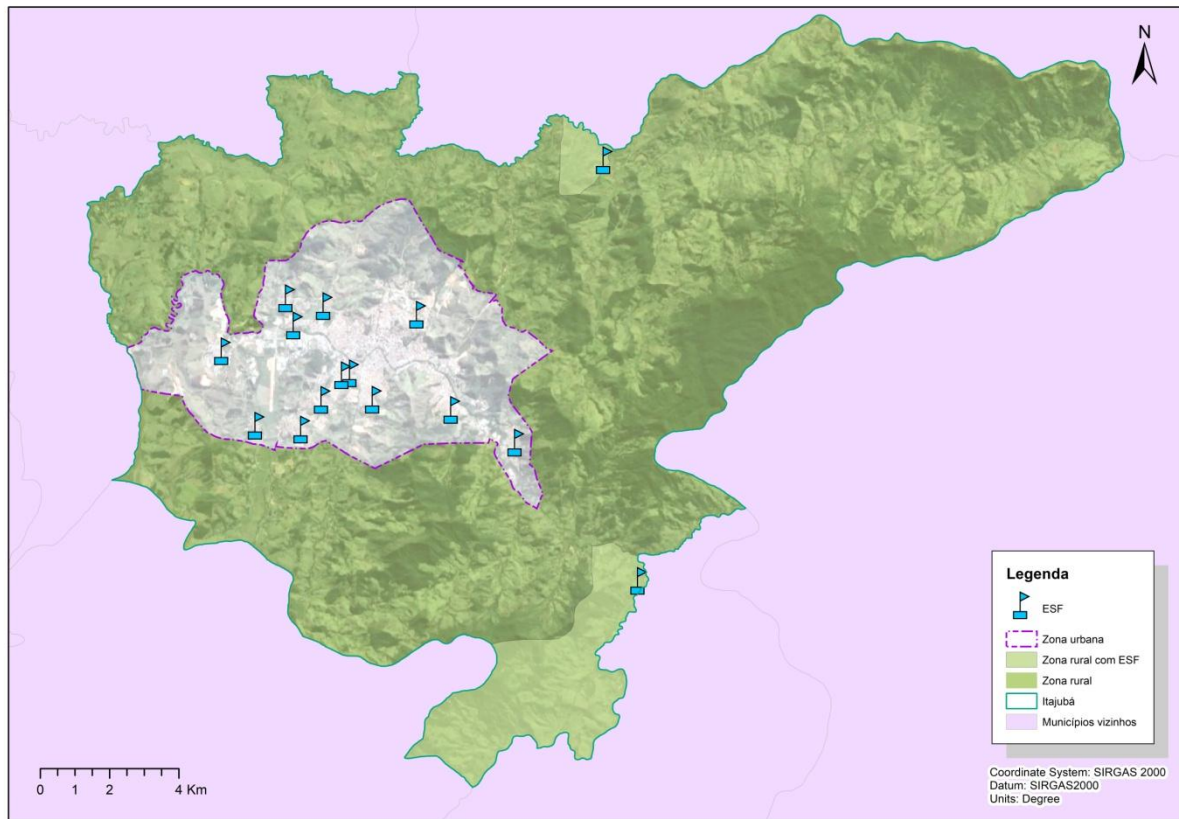 N
Legenda
ESF
Zona urbana
Zona rural com ESF
Zona rural
Itajubá
Municípios vizinhos
0 1 2 4 Km
Coordinate System: SIRGAS 2000
Datum: SIRGAS2000
Units: Degree